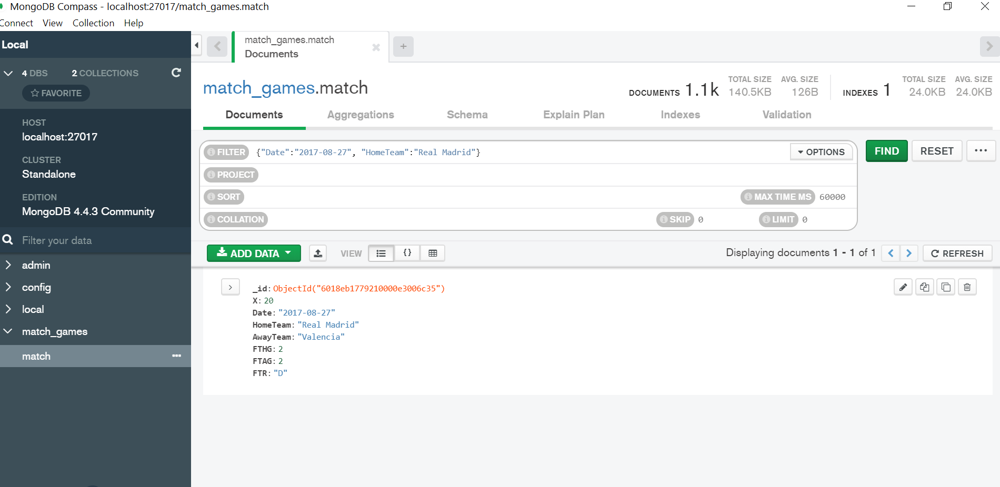 MongoDB Compass - localhost:27017/match_games.match
Connect View Collection Help
Local
4 DBS 2 COLLECTIONS
FAVORITE
HOST
localhost:27017
CLUSTER
Standalone
EDITION
MongoDB 4.4.3 Community
Filter your data
admin
config
local
match_games
match
match_games.match
Documents
match_games.match
DOCUMENTS 1.1k
TOTAL SIZE AVG. SIZE
140.5KB 126B
INDEXES 1
TOTAL SIZE AVG. SIZE
24.0KB 24.0KB
Documents Aggregations Schema Explain Plan Indexes Validation
FILTER {"Date":"2017-08-27", "HomeTeam":"Real Madrid"} OPTIONS
FIND RESET
PROJECT
SORT MAX TIME MS 60000
COLLATION SKIP 0 LIMIT 0
ADD DATA VIEW {} Displaying documents 1 - 1 of 1 REFRESH
_id: ObjectId("6018eb1779210000e3006c35")
X: 20
Date: "2017-08-27"
HomeTeam: "Real Madrid"
AwayTeam: "Valencia"
FTHG: 2
FTAG: 2
FTR: "D"